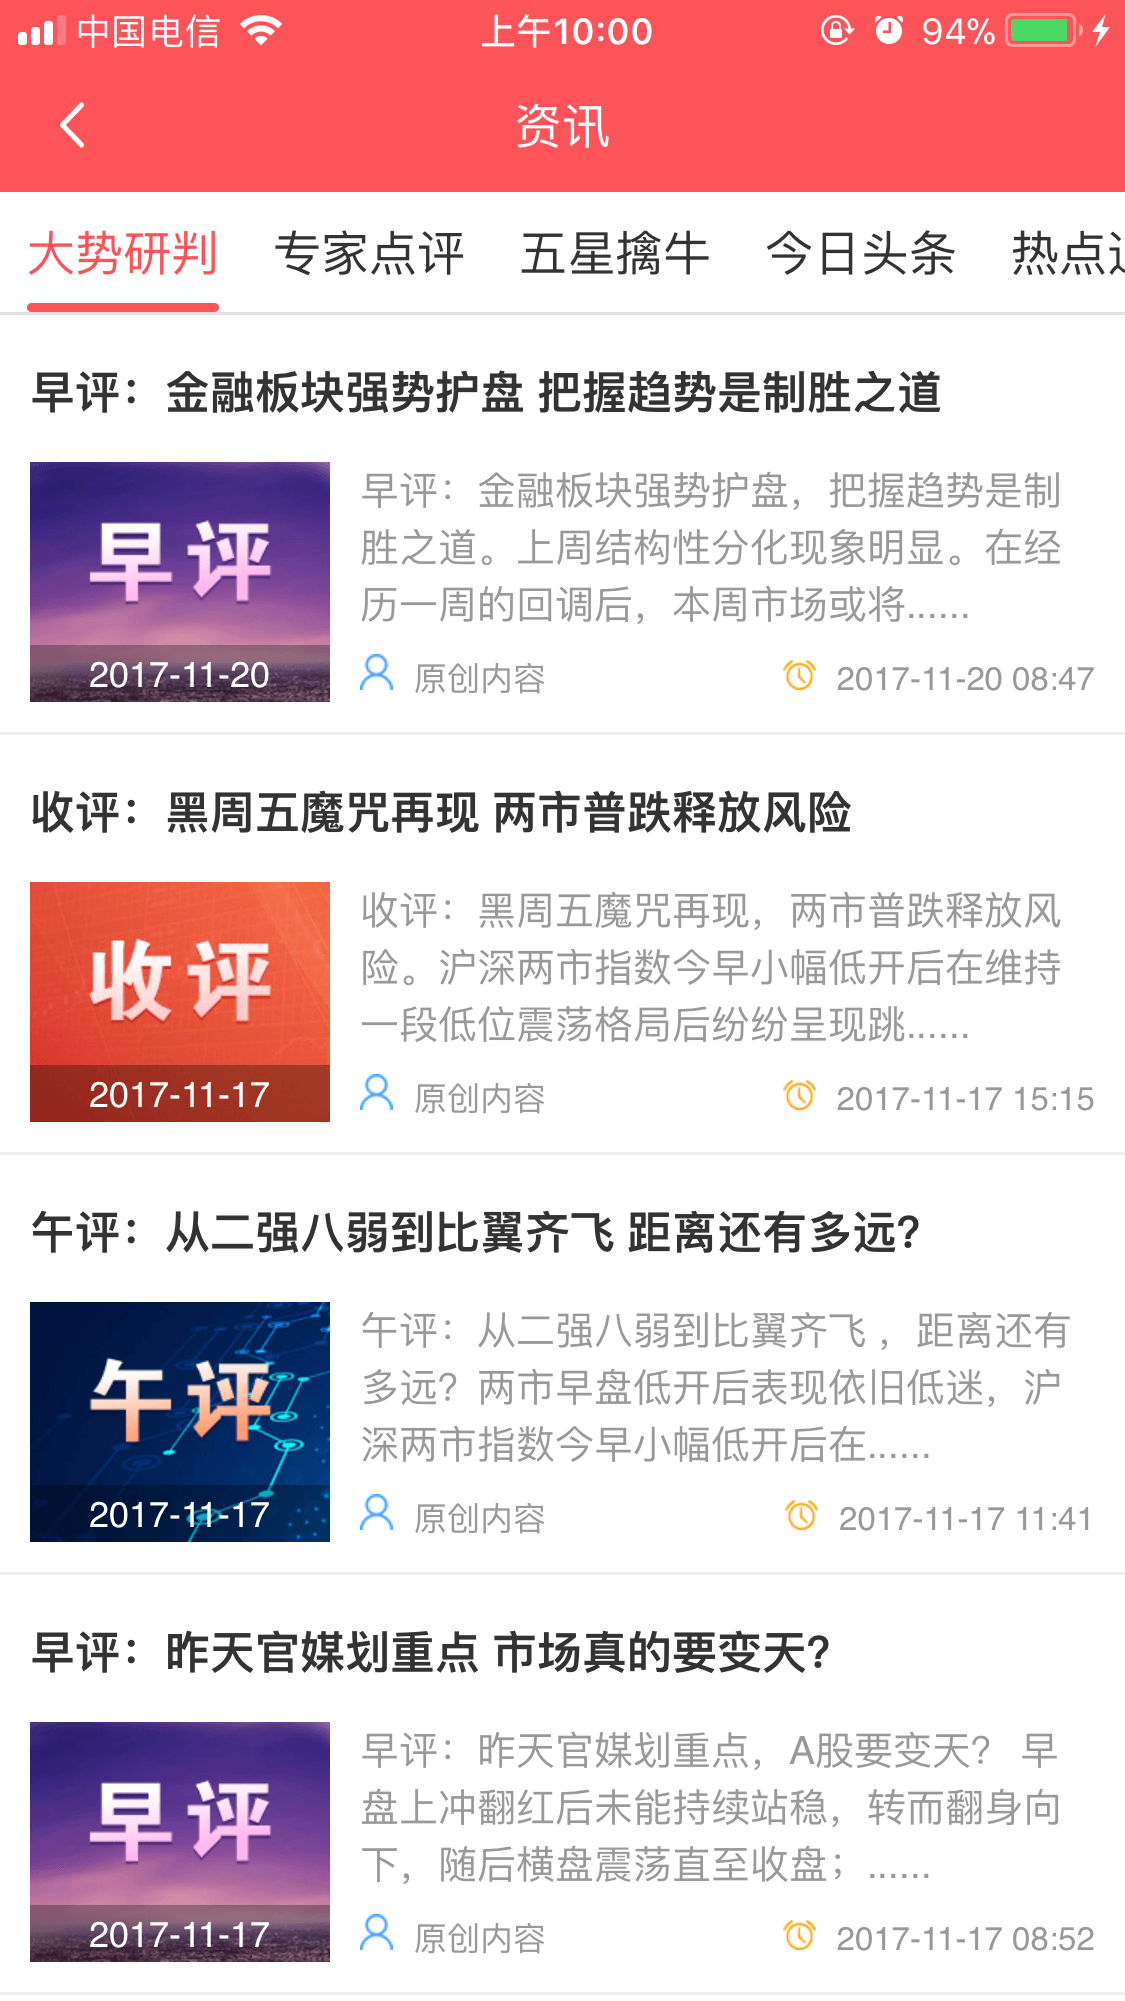 中国电信 上午10:00 94%
资讯
大势研判 专家点评 五星擒牛 今日头条 热点
早评：金融板块强势护盘 把握趋势是制胜之道
早评
2017-11-20
早评：金融板块强势护盘，把握趋势是制
胜之道。上周结构性分化现象明显。在经
历一周的回调后，本周市场或将......
原创内容 2017-11-20 08:47
收评：黑周五魔咒再现 两市普跌释放风险
收评
2017-11-17
收评：黑周五魔咒再现，两市普跌释放风
险。沪深两市指数今早小幅低开后在维持
一段低位震荡格局后纷纷呈现跳......
原创内容 2017-11-17 15:15
午评：从二强八弱到比翼齐飞 距离还有多远?
午评
2017-11-17
午评：从二强八弱到比翼齐飞 ，距离还有
多远？两市早盘低开后表现依旧低迷，沪
深两市指数今早小幅低开后在......
原创内容 2017-11-17 11:41
早评：昨天官媒划重点 市场真的要变天?
早评
2017-11-17
早评：昨天官媒划重点，A股要变天？ 早
盘上冲翻红后未能持续站稳，转而翻身向
下，随后横盘震荡直至收盘；......
原创内容 2017-11-17 08:52